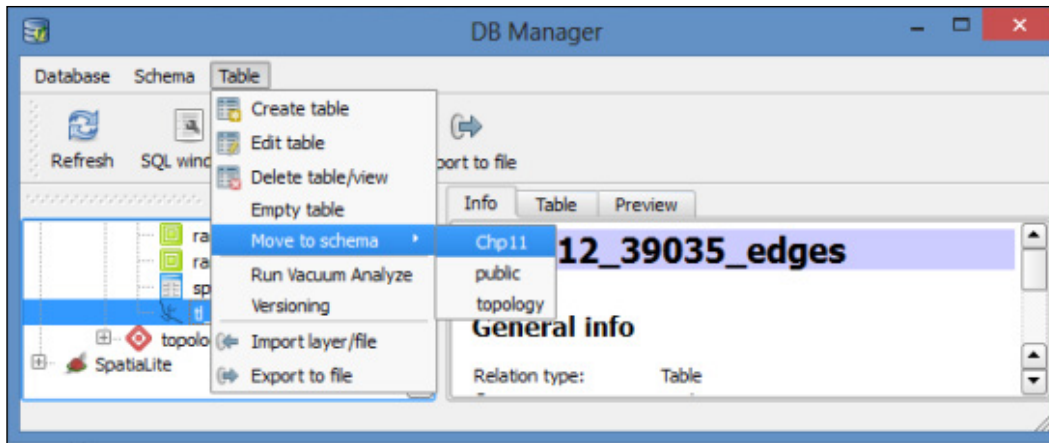 DB Manager
Database Schema Table
Refresh SQL wind port to file
Create table
Edit table
Delete table/view
Empty table
Move to schema
Run Vacuum Analyze
Versioning
Import layer/file
Export to file
Chp11
public
topology
ra
ra
sp
tl_
topolo
SpatiaLite
Info Table Preview
12_39035_edges
General info
Relation type: Table